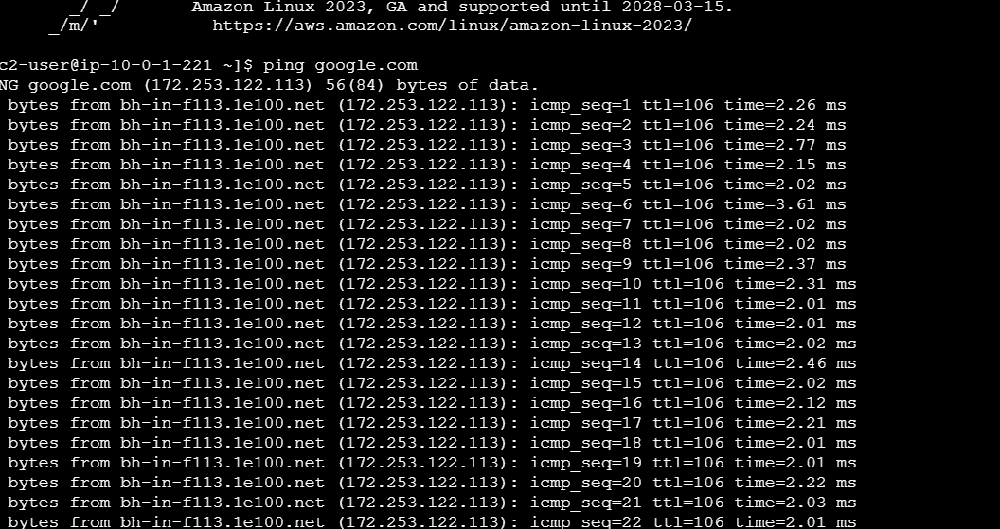 _/ _/ Amazon Linux 2023, GA and supported until 2028-03-15.
_/m/' https://aws.amazon.com/linux/amazon-linux-2023/
c2-user@ip-10-0-1-221 ~]$ ping google.com
NG google.com (172.253.122.113) 56(84) bytes of data.
bytes from bh-in-f113.1e100.net (172.253.122.113): icmp_seq=1 ttl=106 time=2.26 ms
bytes from bh-in-f113.1e100.net (172.253.122.113): icmp_seq=2 ttl=106 time=2.24 ms
bytes from bh-in-f113.1e100.net (172.253.122.113): icmp_seq=3 ttl=106 time=2.77 ms
bytes from bh-in-f113.1e100.net (172.253.122.113): icmp_seq=4 ttl=106 time=2.15 ms
bytes from bh-in-f113.1e100.net (172.253.122.113): icmp_seq=5 ttl=106 time=2.02 ms
bytes from bh-in-f113.1e100.net (172.253.122.113): icmp_seq=6 ttl=106 time=3.61 ms
bytes from bh-in-f113.1e100.net (172.253.122.113): icmp_seq=7 ttl=106 time=2.02 ms
bytes from bh-in-f113.1e100.net (172.253.122.113): icmp_seq=8 ttl=106 time=2.02 ms
bytes from bh-in-f113.1e100.net (172.253.122.113): icmp_seq=9 ttl=106 time=2.37 ms
bytes from bh-in-f113.1e100.net (172.253.122.113): icmp_seq=10 ttl=106 time=2.31 ms
bytes from bh-in-f113.1e100.net (172.253.122.113): icmp_seq=11 ttl=106 time=2.01 ms
bytes from bh-in-f113.1e100.net (172.253.122.113): icmp_seq=12 ttl=106 time=2.01 ms
bytes from bh-in-f113.1e100.net (172.253.122.113): icmp_seq=13 ttl=106 time=2.02 ms
bytes from bh-in-f113.1e100.net (172.253.122.113): icmp_seq=14 ttl=106 time=2.46 ms
bytes from bh-in-f113.1e100.net (172.253.122.113): icmp_seq=15 ttl=106 time=2.02 ms
bytes from bh-in-f113.1e100.net (172.253.122.113): icmp_seq=16 ttl=106 time=2.12 ms
bytes from bh-in-f113.1e100.net (172.253.122.113): icmp_seq=17 ttl=106 time=2.21 ms
bytes from bh-in-f113.1e100.net (172.253.122.113): icmp_seq=18 ttl=106 time=2.01 ms
bytes from bh-in-f113.1e100.net (172.253.122.113): icmp_seq=19 ttl=106 time=2.01 ms
bytes from bh-in-f113.1e100.net (172.253.122.113): icmp_seq=20 ttl=106 time=2.22 ms
bytes from bh-in-f113.1e100.net (172.253.122.113): icmp_seq=21 ttl=106 time=2.03 ms
bytes from bh-in-f113.1e100.net (172.253.122.113): icmp_seq=22 ttl=106 time=2.01 ms